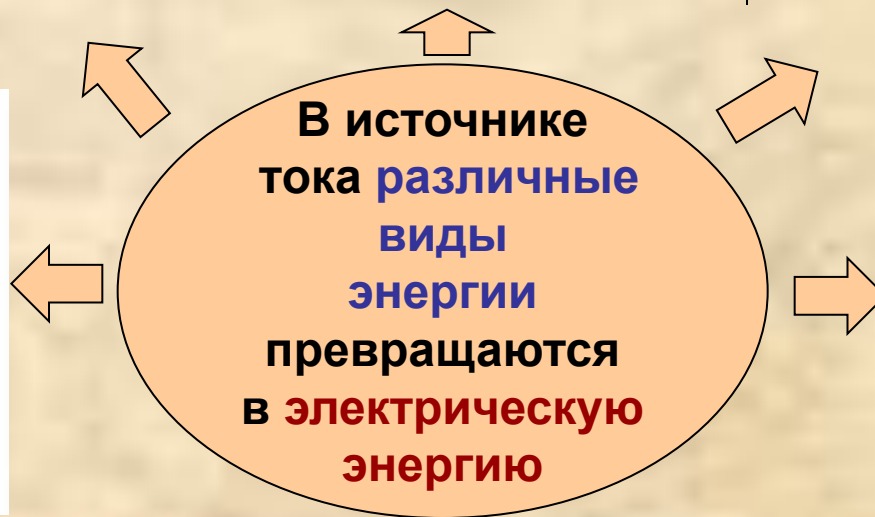 В источнике
тока различные
виды
энергии
превращаются
в электрическую
энергию